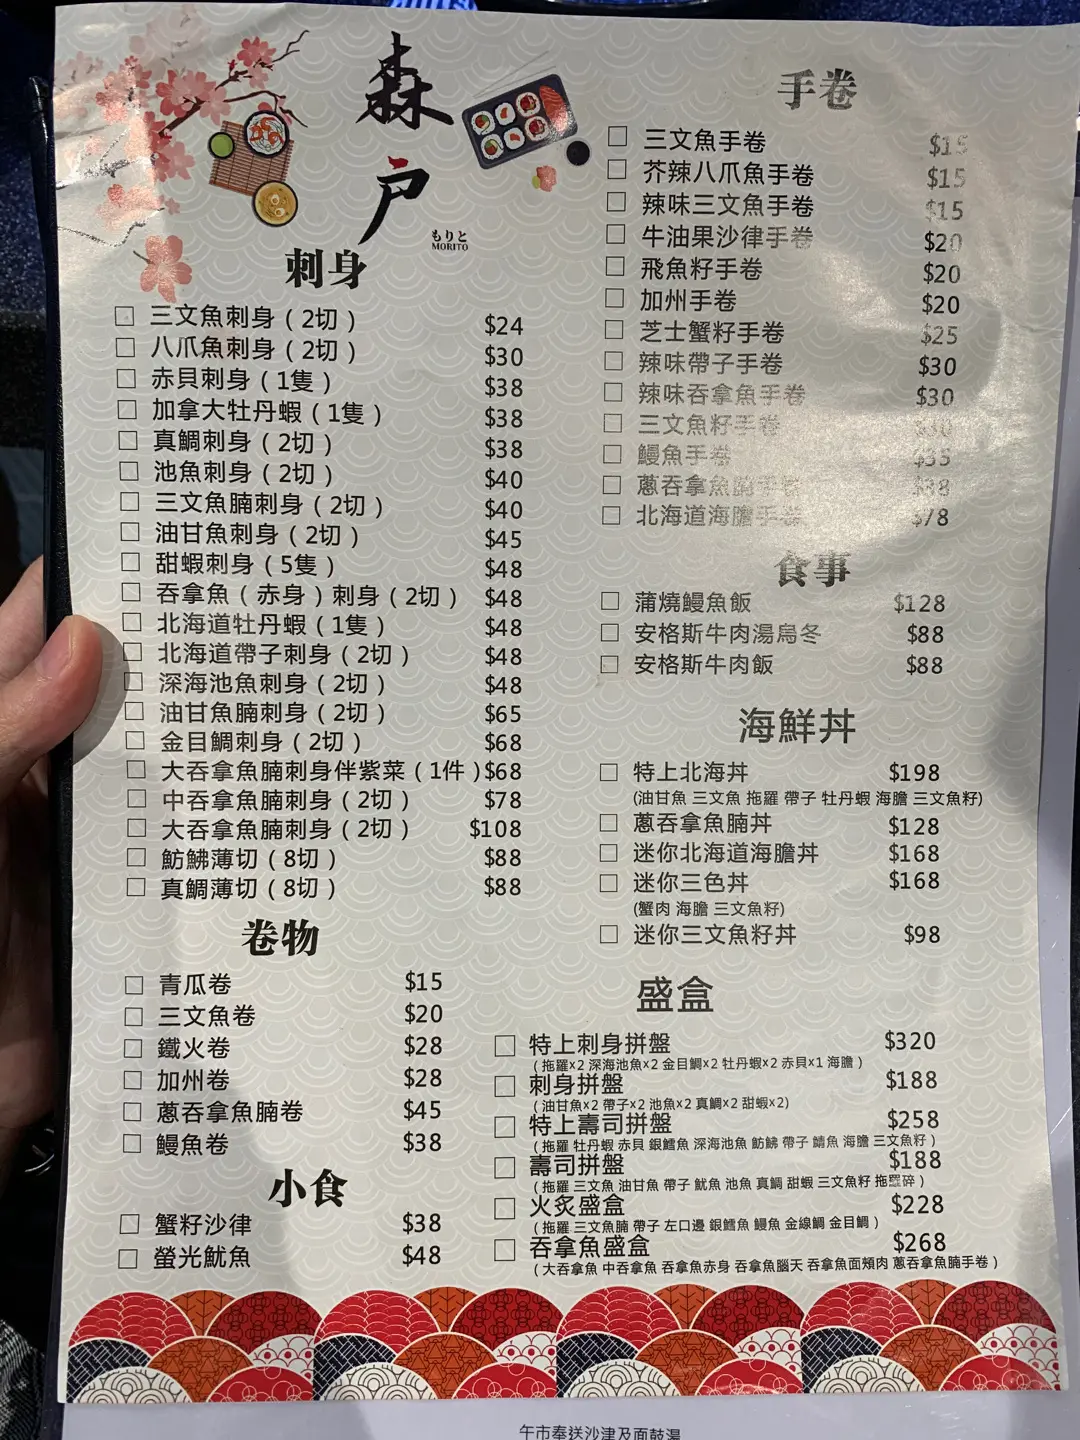 森戶
もりと
MORITO
刺身
三文魚刺身（2切） $24
八爪魚刺身（2切） $30
赤貝刺身（1隻） $38
加拿大牡丹蝦（1隻） $38
真鯛刺身（2切） $38
池魚刺身（2切） $40
三文魚腩刺身（2切） $40
油甘魚刺身（2切） $45
甜蝦刺身（5隻） $48
吞拿魚（赤身）刺身（2切） $48
北海道牡丹蝦（1隻） $48
北海道帶子刺身（2切） $48
深海池魚刺身（2切） $48
油甘魚腩刺身（2切） $65
金目鯛刺身（2切） $68
大吞拿魚腩刺身伴紫菜（1件）$68
中吞拿魚腩刺身（2切） $78
大吞拿魚腩刺身（2切） $108
魴鮄薄切（8切） $88
真鯛薄切（8切） $88
卷物
青瓜卷 $15
三文魚卷 $20
鐵火卷 $28
加州卷 $28
蔥吞拿魚腩卷 $45
鰻魚卷 $38
小食
蟹籽沙律 $38
螢光魷魚 $48
手卷
三文魚手卷 $15
芥辣八爪魚手卷 $15
辣味三文魚手卷 $15
牛油果沙律手卷 $20
飛魚籽手卷 $20
加州手卷 $20
芝士蟹籽手卷 $25
辣味帶子手卷 $30
辣味吞拿魚手卷 $30
三文魚籽手卷 $30
鰻魚手卷 $35
蔥吞拿魚腩手卷 $38
北海道海膽手卷 $78
食事
蒲燒鰻魚飯 $128
安格斯牛肉湯烏冬 $88
安格斯牛肉飯 $88
海鮮丼
特上北海丼 $198
(油甘魚 三文魚 拖羅 帶子 牡丹蝦 海膽 三文魚籽)
蔥吞拿魚腩丼 $128
迷你北海道海膽丼 $168
迷你三色丼 $168
(蟹肉 海膽 三文魚籽)
迷你三文魚籽丼 $98
盛盒
特上刺身拼盤 $320
（拖羅x2 深海池魚x2 金目鯛x2 牡丹蝦x2 赤貝x1 海膽）
刺身拼盤 $188
（油甘魚x2 帶子x2 池魚x2 真鯛x2 甜蝦x2)
特上壽司拼盤 $258
（拖羅 牡丹蝦 赤貝 銀鱈魚 深海池魚 魴鮄 帶子 鯖魚 海膽 三文魚籽）
壽司拼盤 $188
（拖羅 三文魚 油甘魚 帶子 魷魚 池魚 真鯛 甜蝦 三文魚籽 拖羅碎）
火炙盛盒 $228
（拖羅 三文魚腩 帶子 左口邊 銀鱈魚 鰻魚 金線鯛 金目鯛）
吞拿魚盛盒 $268
（大吞拿魚 中吞拿魚 吞拿魚赤身 吞拿魚腦天 吞拿魚面頰肉 蔥吞拿魚腩手卷）
午市奉送沙津及面鼓湯